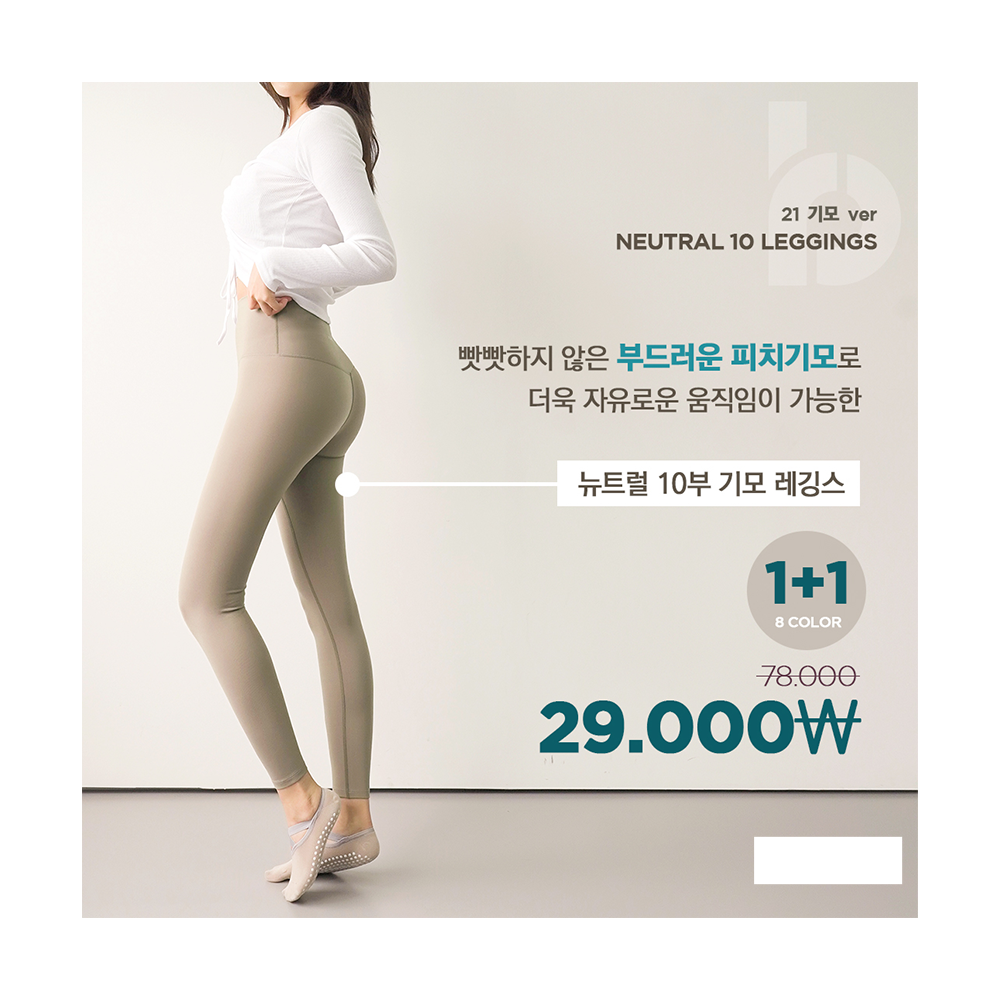 21 기모 ver
NEUTRAL 10 LEGGINGS
빳빳하지 않은 부드러운 피치기모로
더욱 자유로운 움직임이 가능한
뉴트럴 10부 기모 레깅스
1+1
8 COLOR
78.000
29.000₩